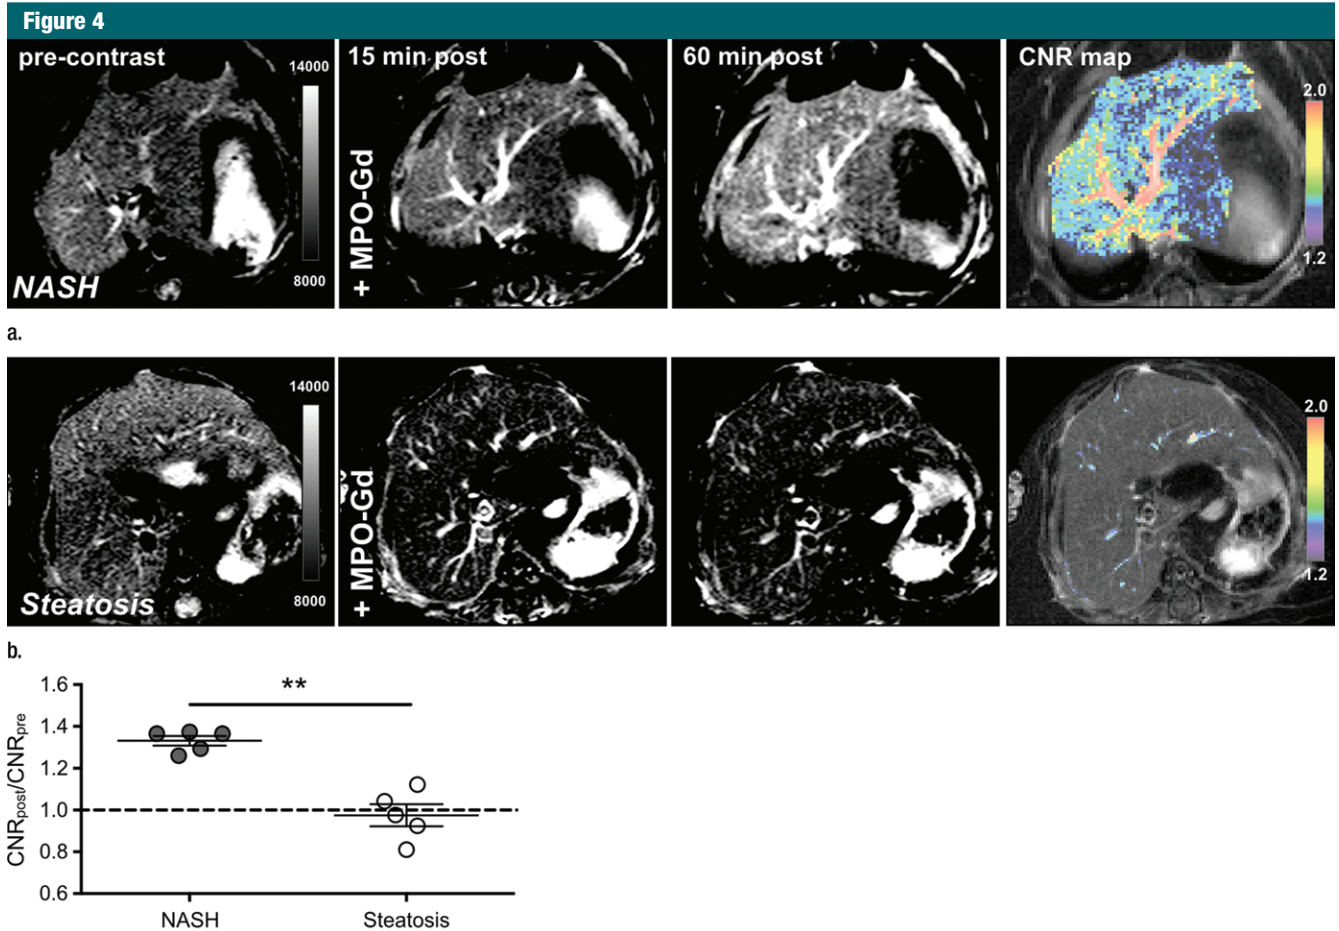 Figure 4
pre-contrast
15 min post
60 min post
CNR map
14000
8000
2.0
1.2
+ MPO-Gd
NASH
a.
14000
8000
2.0
1.2
+ MPO-Gd
Steatosis
b.
1.6
1.4
1.2
1.0
0.8
0.6
**
CNRpost/CNRpre
NASH
Steatosis